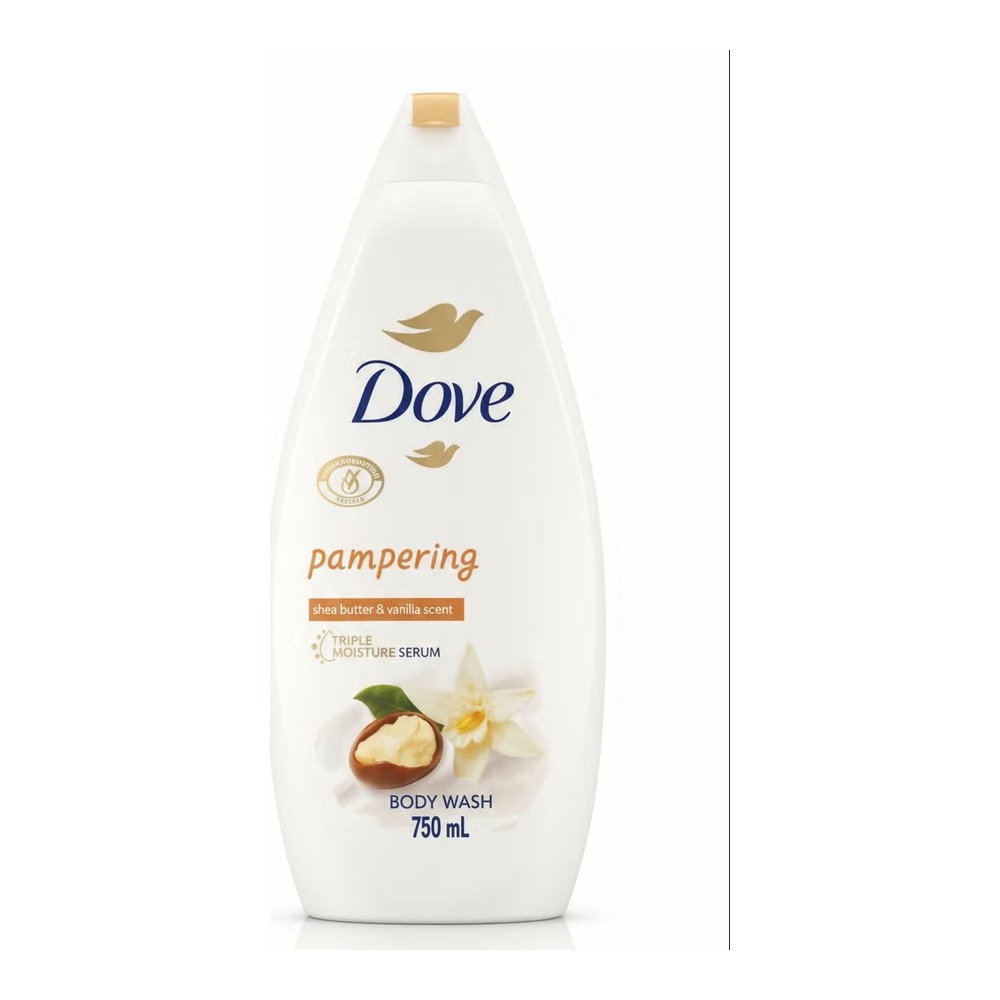 Dove
pampering
shea butter & vanilla scent
TRIPLE
MOISTURE SERUM
BODY WASH
750 mL